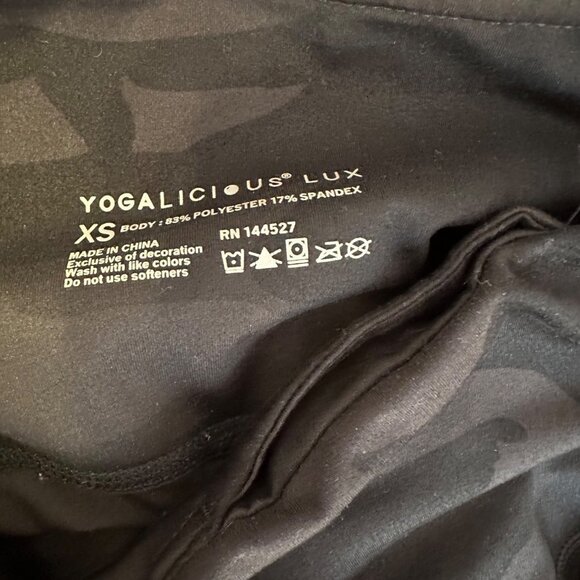 YOGALICIOUS® LUX
XS BODY : 83% POLYESTER 17% SPANDEX
MADE IN CHINA
Exclusive of decoration
Wash with like colors
Do not use softeners
RN 144527